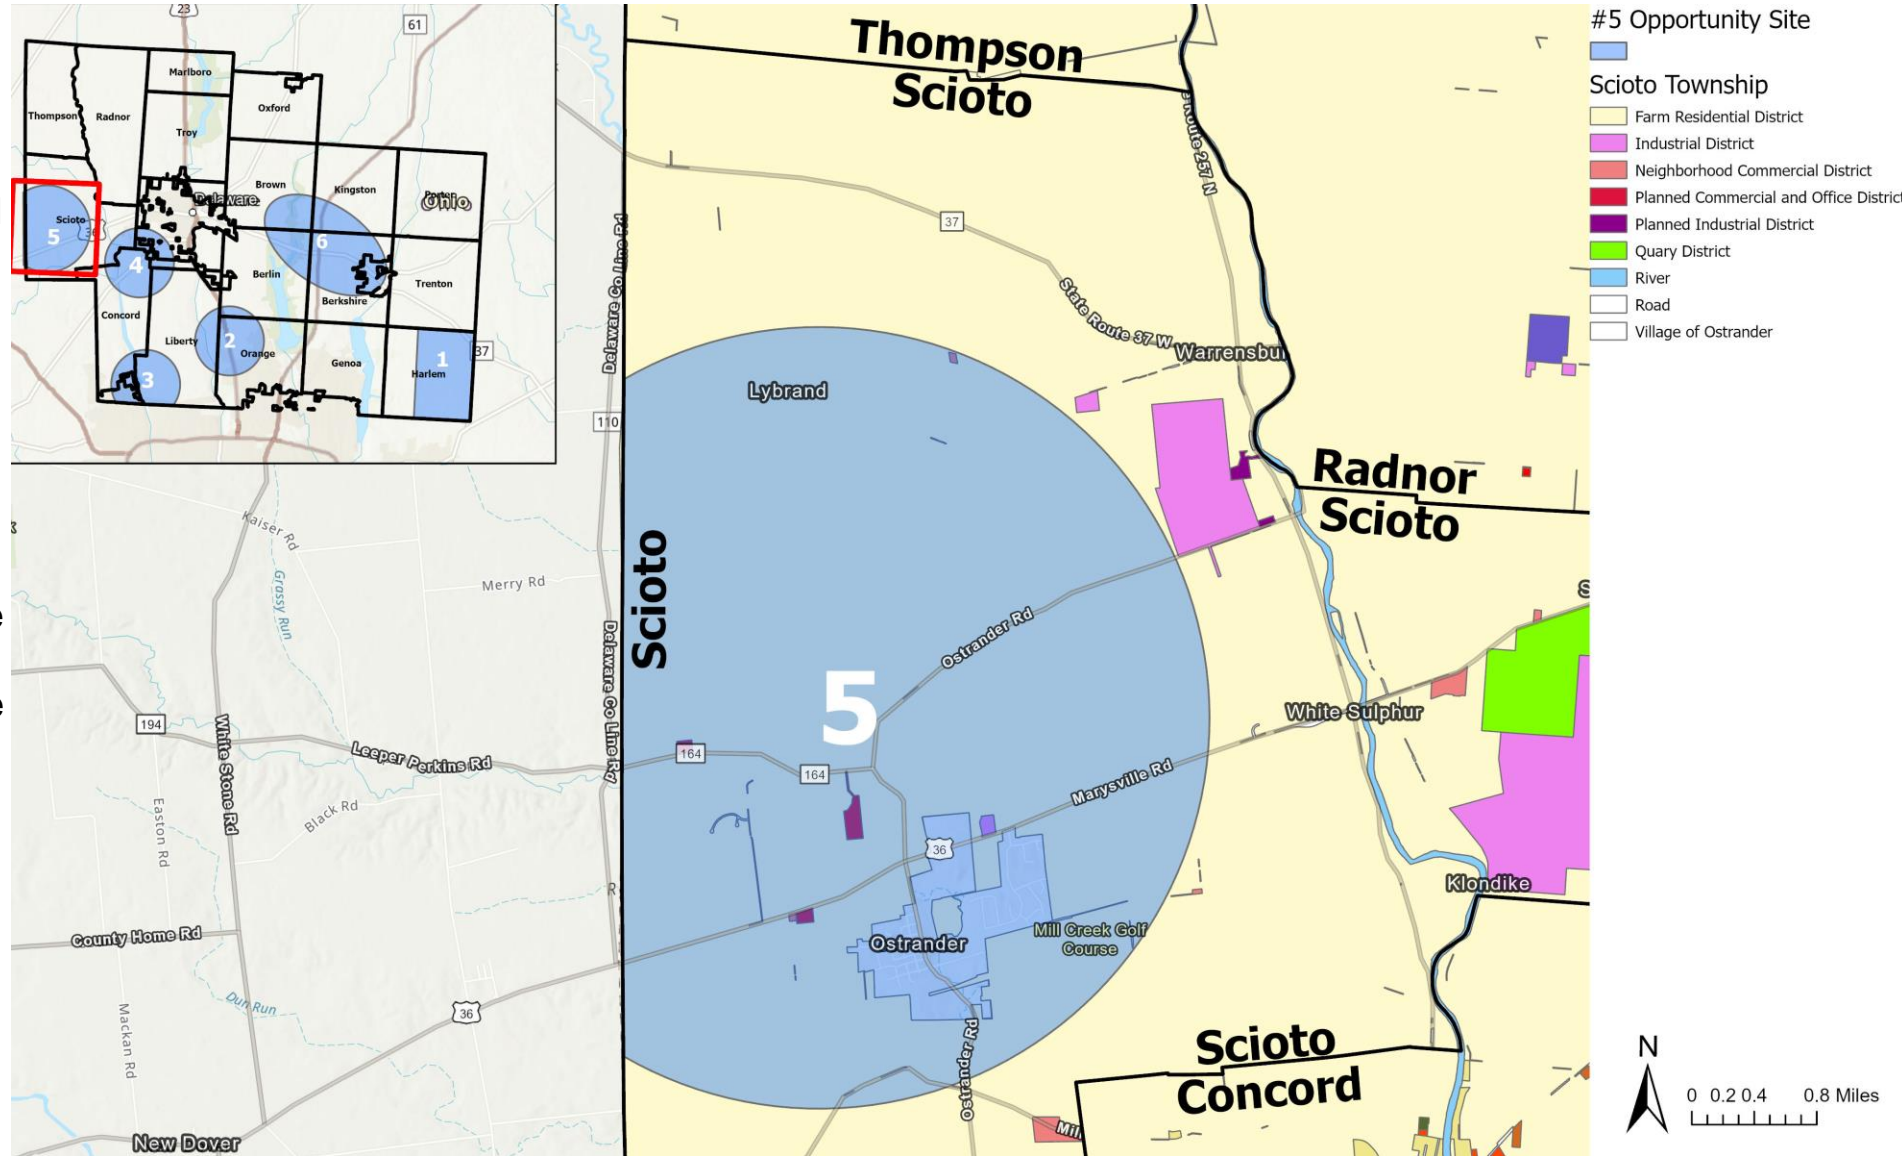 23
61
Marlboro
Oxford
Thompson
Radnor
Troy
Brown
Kingston
Ohio
Delaware
Scioto
36
5
4
6
Berlin
Trenton
Berkshire
Concord
Liberty
2
Orange
Genoa
1
37
Harlem
3
Thompson
Scioto
Route 257 N
37
State Route 37 W
Delaware Co Line Rd
Lybrand
110
Radnor
Scioto
Kaiser Rd
Grassy Run
Merry Rd
Scioto
Delaware Co Line Rd
Ostrander Rd
5
White Sulphur
194
White Stone Rd
Leeper Perkins Rd
164
164
Marysville Rd
Black Rd
Easton Rd
36
Klondike
County Home Rd
Ostrander
Mill Creek Golf
Course
Dun Run
36
Mackan Rd
Ostrander Rd
Scioto
Concord
Mil
New Dover
#5 Opportunity Site
Scioto Township
Farm Residential District
Industrial District
Neighborhood Commercial District
Planned Commercial and Office District
Planned Industrial District
Quary District
River
Road
Village of Ostrander
N
0 0.2 0.4 0.8 Miles